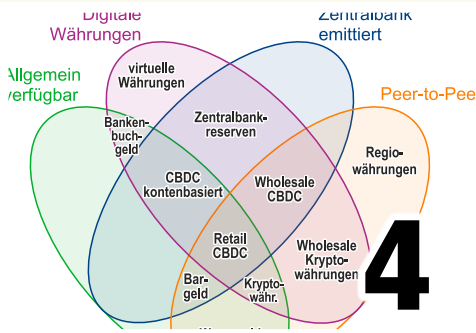 Digitale
Währungen
Zentralbank
emittiert
Allgemein
verfügbar
Peer-to-Pee
virtuelle
Währungen
Banken-
buch-
geld
Zentralbank-
reserven
Regio-
währungen
CBDC
kontenbasiert
Wholesale
CBDC
Retail
CBDC
Wholesale
Krypto-
währungen
Bar-
geld
Krypto-
währ.
4